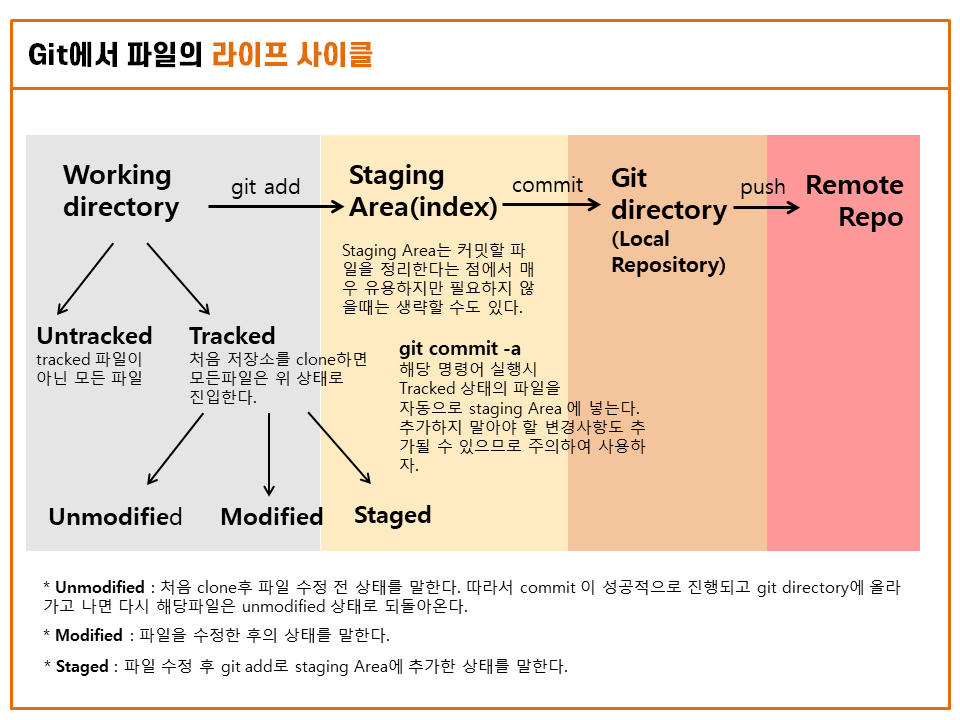 Git에서 파일의 라이프 사이클
Working
directory
git add
Staging
Area(index)
commit
Git
directory
(Local
Repository)
push
Remote
Repo
Staging Area는 커밋할 파
일을 정리한다는 점에서 매
우 유용하지만 필요하지 않
을때는 생략할 수도 있다.
Untracked
tracked 파일이
아닌 모든 파일
Tracked
처음 저장소를 clone하면
모든파일은 위 상태로
진입한다.
git commit -a
해당 명령어 실행시
Tracked 상태의 파일을
자동으로 staging Area 에 넣는다.
추가하지 말아야 할 변경사항도 추
가될 수 있으므로 주의하여 사용하
자.
Unmodified
Modified
Staged
* Unmodified : 처음 clone후 파일 수정 전 상태를 말한다. 따라서 commit 이 성공적으로 진행되고 git directory에 올라
가고 나면 다시 해당파일은 unmodified 상태로 되돌아온다.
* Modified : 파일을 수정한 후의 상태를 말한다.
* Staged : 파일 수정 후 git add로 staging Area에 추가한 상태를 말한다.